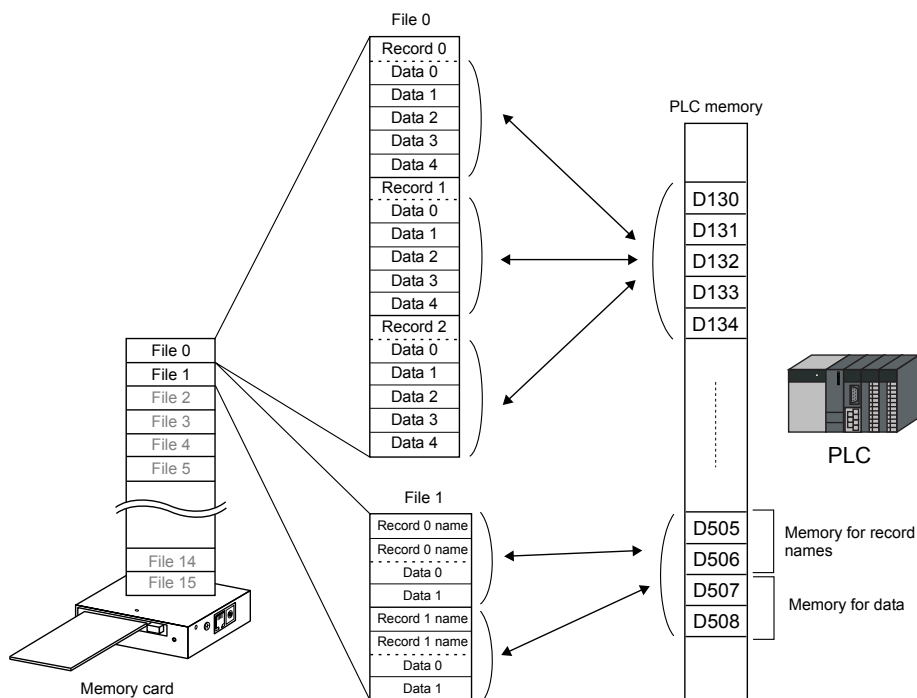 File 0
Record 0
Data 0
Data 1
Data 2
Data 3
Data 4
Record 1
Data 0
Data 1
Data 2
Data 3
Data 4
Record 2
Data 0
Data 1
Data 2
Data 3
Data 4
File 0
File 1
File 2
File 3
File 4
File 5
File 14
File 15
Memory card
File 1
Record 0 name
Record 0 name
Data 0
Data 1
Record 1 name
Record 1 name
Data 0
Data 1
PLC memory
D130
D131
D132
D133
D134
D505
D506
D507
D508
PLC
Memory for record
names
Memory for data